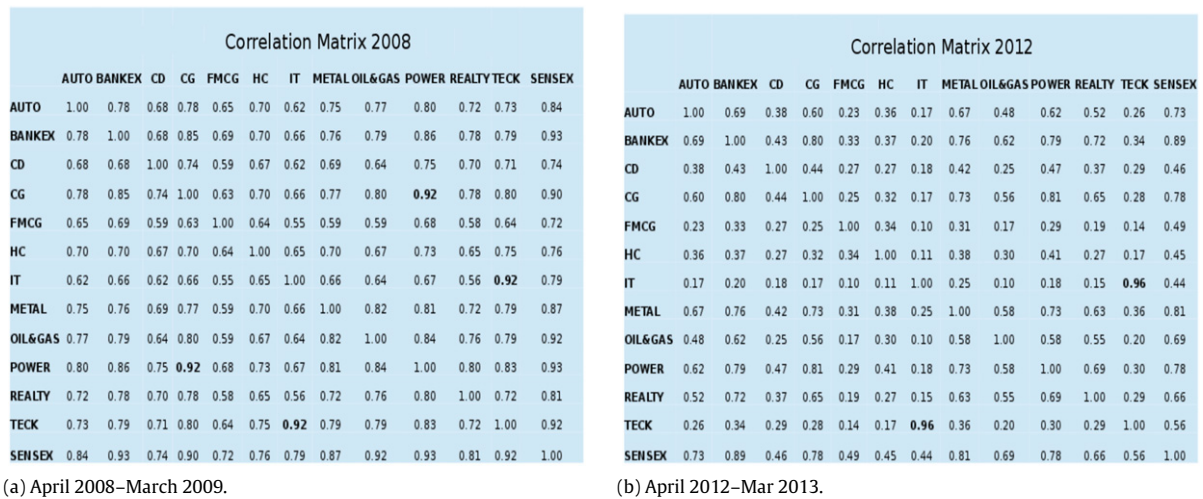 Correlation Matrix 2008
AUTO BANKEX CD CG FMCG HC IT METAL OIL&GAS POWER REALTY TECK SENSEX
AUTO 1.00 0.78 0.68 0.78 0.65 0.70 0.62 0.75 0.77 0.80 0.72 0.73 0.84
BANKEX 0.78 1.00 0.68 0.85 0.69 0.70 0.66 0.76 0.79 0.86 0.78 0.79 0.93
CD 0.68 0.68 1.00 0.74 0.59 0.67 0.62 0.69 0.64 0.75 0.70 0.71 0.74
CG 0.78 0.85 0.74 1.00 0.63 0.70 0.66 0.77 0.80 0.92 0.78 0.80 0.90
FMCG 0.65 0.69 0.59 0.63 1.00 0.64 0.55 0.59 0.59 0.68 0.58 0.64 0.72
HC 0.70 0.70 0.67 0.70 0.64 1.00 0.65 0.70 0.67 0.73 0.65 0.75 0.76
IT 0.62 0.66 0.62 0.66 0.55 0.65 1.00 0.66 0.64 0.67 0.56 0.92 0.79
METAL 0.75 0.76 0.69 0.77 0.59 0.70 0.66 1.00 0.82 0.81 0.72 0.79 0.87
OIL&GAS 0.77 0.79 0.64 0.80 0.59 0.67 0.64 0.82 1.00 0.84 0.76 0.79 0.92
POWER 0.80 0.86 0.75 0.92 0.68 0.73 0.67 0.81 0.84 1.00 0.80 0.83 0.93
REALTY 0.72 0.78 0.70 0.78 0.58 0.65 0.56 0.72 0.76 0.80 1.00 0.72 0.81
TECK 0.73 0.79 0.71 0.80 0.64 0.75 0.92 0.79 0.79 0.83 0.72 1.00 0.92
SENSEX 0.84 0.93 0.74 0.90 0.72 0.76 0.79 0.87 0.92 0.93 0.81 0.92 1.00
(a) April 2008–March 2009.
Correlation Matrix 2012
AUTO BANKEX CD CG FMCG HC IT METAL OIL&GAS POWER REALTY TECK SENSEX
AUTO 1.00 0.69 0.38 0.60 0.23 0.36 0.17 0.67 0.48 0.62 0.52 0.26 0.73
BANKEX 0.69 1.00 0.43 0.80 0.33 0.37 0.20 0.76 0.62 0.79 0.72 0.34 0.89
CD 0.38 0.43 1.00 0.44 0.27 0.27 0.18 0.42 0.25 0.47 0.37 0.29 0.46
CG 0.60 0.80 0.44 1.00 0.25 0.32 0.17 0.73 0.56 0.81 0.65 0.28 0.78
FMCG 0.23 0.33 0.27 0.25 1.00 0.34 0.10 0.31 0.17 0.29 0.19 0.14 0.49
HC 0.36 0.37 0.27 0.32 0.34 1.00 0.11 0.38 0.30 0.41 0.27 0.17 0.45
IT 0.17 0.20 0.18 0.17 0.10 0.11 1.00 0.25 0.10 0.18 0.15 0.96 0.44
METAL 0.67 0.76 0.42 0.73 0.31 0.38 0.25 1.00 0.58 0.73 0.63 0.36 0.81
OIL&GAS 0.48 0.62 0.25 0.56 0.17 0.30 0.10 0.58 1.00 0.58 0.55 0.20 0.69
POWER 0.62 0.79 0.47 0.81 0.29 0.41 0.18 0.73 0.58 1.00 0.69 0.30 0.78
REALTY 0.52 0.72 0.37 0.65 0.19 0.27 0.15 0.63 0.55 0.69 1.00 0.29 0.66
TECK 0.26 0.34 0.29 0.28 0.14 0.17 0.96 0.36 0.20 0.30 0.29 1.00 0.56
SENSEX 0.73 0.89 0.46 0.78 0.49 0.45 0.44 0.81 0.69 0.78 0.66 0.56 1.00
(b) April 2012–Mar 2013.